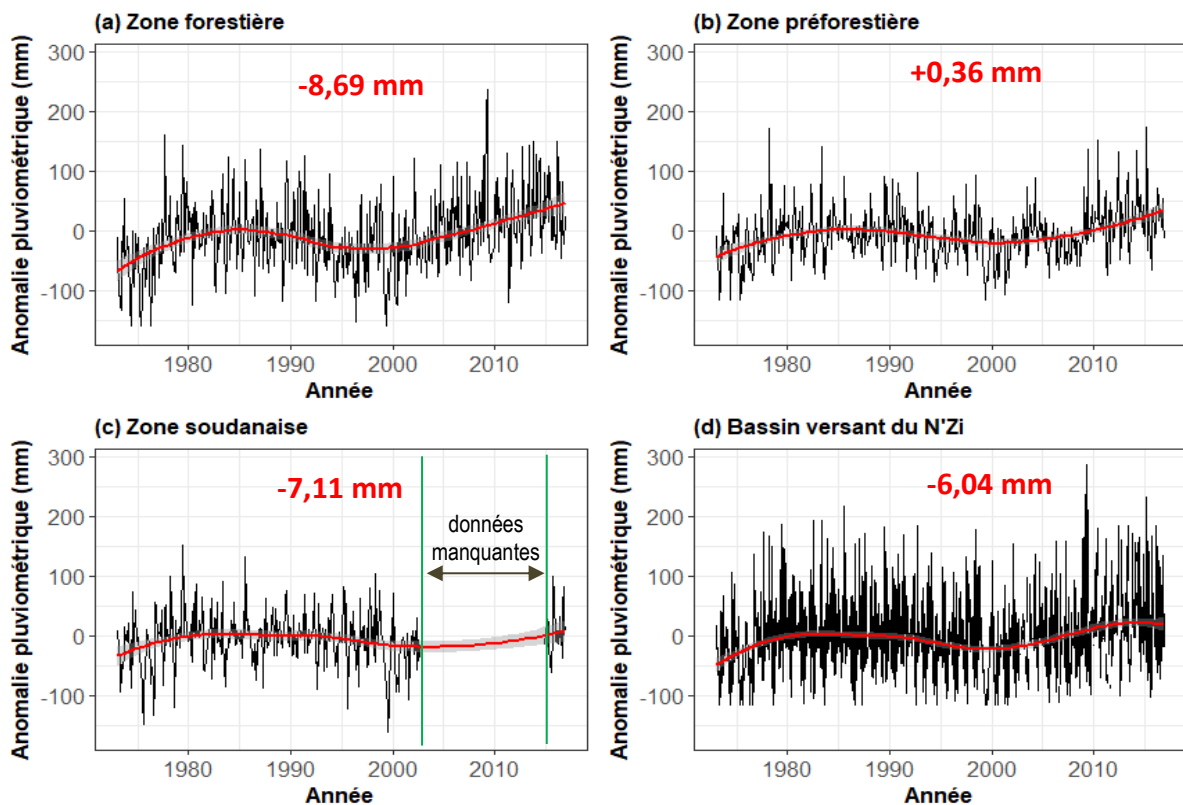 (a) Zone forestière
Anomalie pluviométrique (mm)
300
200
100
0
-100
-8,69 mm
1980 1990 2000 2010
Année
(b) Zone préforestière
Anomalie pluviométrique (mm)
300
200
100
0
-100
+0,36 mm
1980 1990 2000 2010
Année
(c) Zone soudanaise
Anomalie pluviométrique (mm)
300
200
100
0
-100
-7,11 mm
données
manquantes
1980 1990 2000 2010
Année
(d) Bassin versant du N'Zi
Anomalie pluviométrique (mm)
300
200
100
0
-100
-6,04 mm
1980 1990 2000 2010
Année